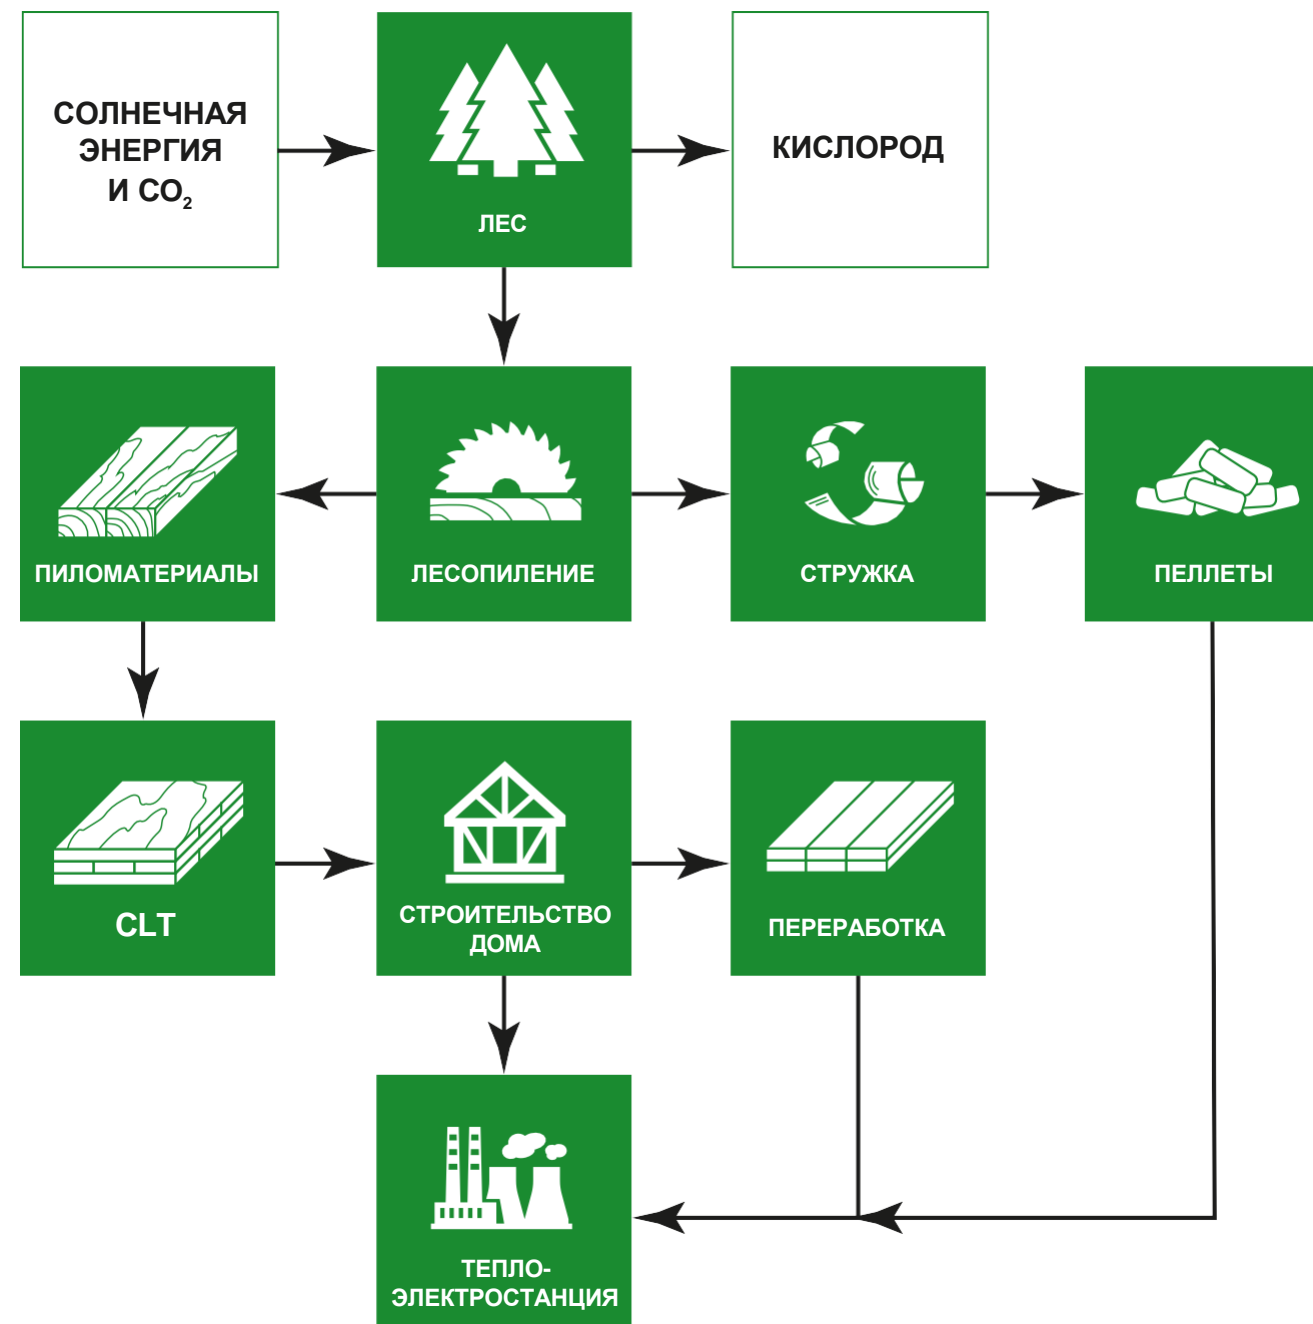 СОЛНЕЧНАЯ
ЭНЕРГИЯ
И CO₂
ЛЕС
КИСЛОРОД
ПИЛОМАТЕРИАЛЫ
ЛЕСОПИЛЕНИЕ
СТРУЖКА
ПЕЛЛЕТЫ
CLT
СТРОИТЕЛЬСТВО
ДОМА
ПЕРЕРАБОТКА
ТЕПЛО-
ЭЛЕКТРОСТАНЦИЯ